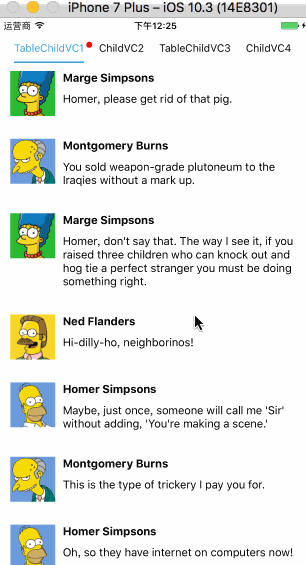 iPhone 7 Plus – iOS 10.3 (14E8301)
运营商 下午12:25
TableChildVC1 ChildVC2 TableChildVC3 ChildVC4
Marge Simpsons
Homer, please get rid of that pig.
Montgomery Burns
You sold weapon-grade plutoneum to the
Iraqies without a mark up.
Marge Simpsons
Homer, don't say that. The way I see it, if you
raised three children who can knock out and
hog tie a perfect stranger you must be doing
something right.
Ned Flanders
Hi-dilly-ho, neighborinos!
Homer Simpsons
Maybe, just once, someone will call me 'Sir'
without adding, 'You're making a scene.'
Montgomery Burns
This is the type of trickery I pay you for.
Homer Simpsons
Oh, so they have internet on computers now!